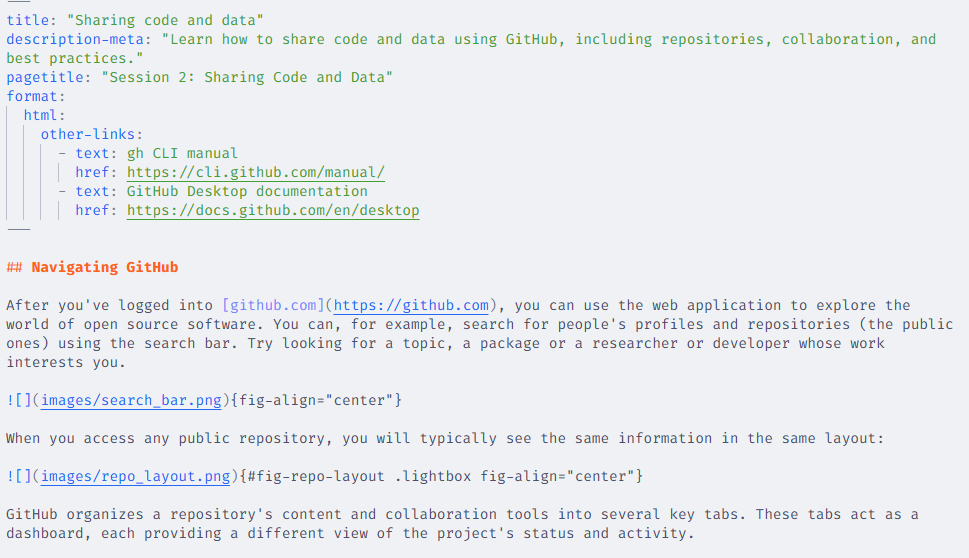 ---
title: "Sharing code and data"
description-meta: "Learn how to share code and data using GitHub, including repositories, collaboration, and
best practices."
pagetitle: "Session 2: Sharing Code and Data"
format:
  html:
    other-links:
      - text: gh CLI manual
        href: https://cli.github.com/manual/
      - text: GitHub Desktop documentation
        href: https://docs.github.com/en/desktop
---
## Navigating GitHub
After you've logged into [github.com](https://github.com), you can use the web application to explore the
world of open source software. You can, for example, search for people's profiles and repositories (the public
ones) using the search bar. Try looking for a topic, a package or a researcher or developer whose work
interests you.
![](images/search_bar.png){fig-align="center"}
When you access any public repository, you will typically see the same information in the same layout:
![](images/repo_layout.png){#fig-repo-layout .lightbox fig-align="center"}
GitHub organizes a repository's content and collaboration tools into several key tabs. These tabs act as a
dashboard, each providing a different view of the project's status and activity.